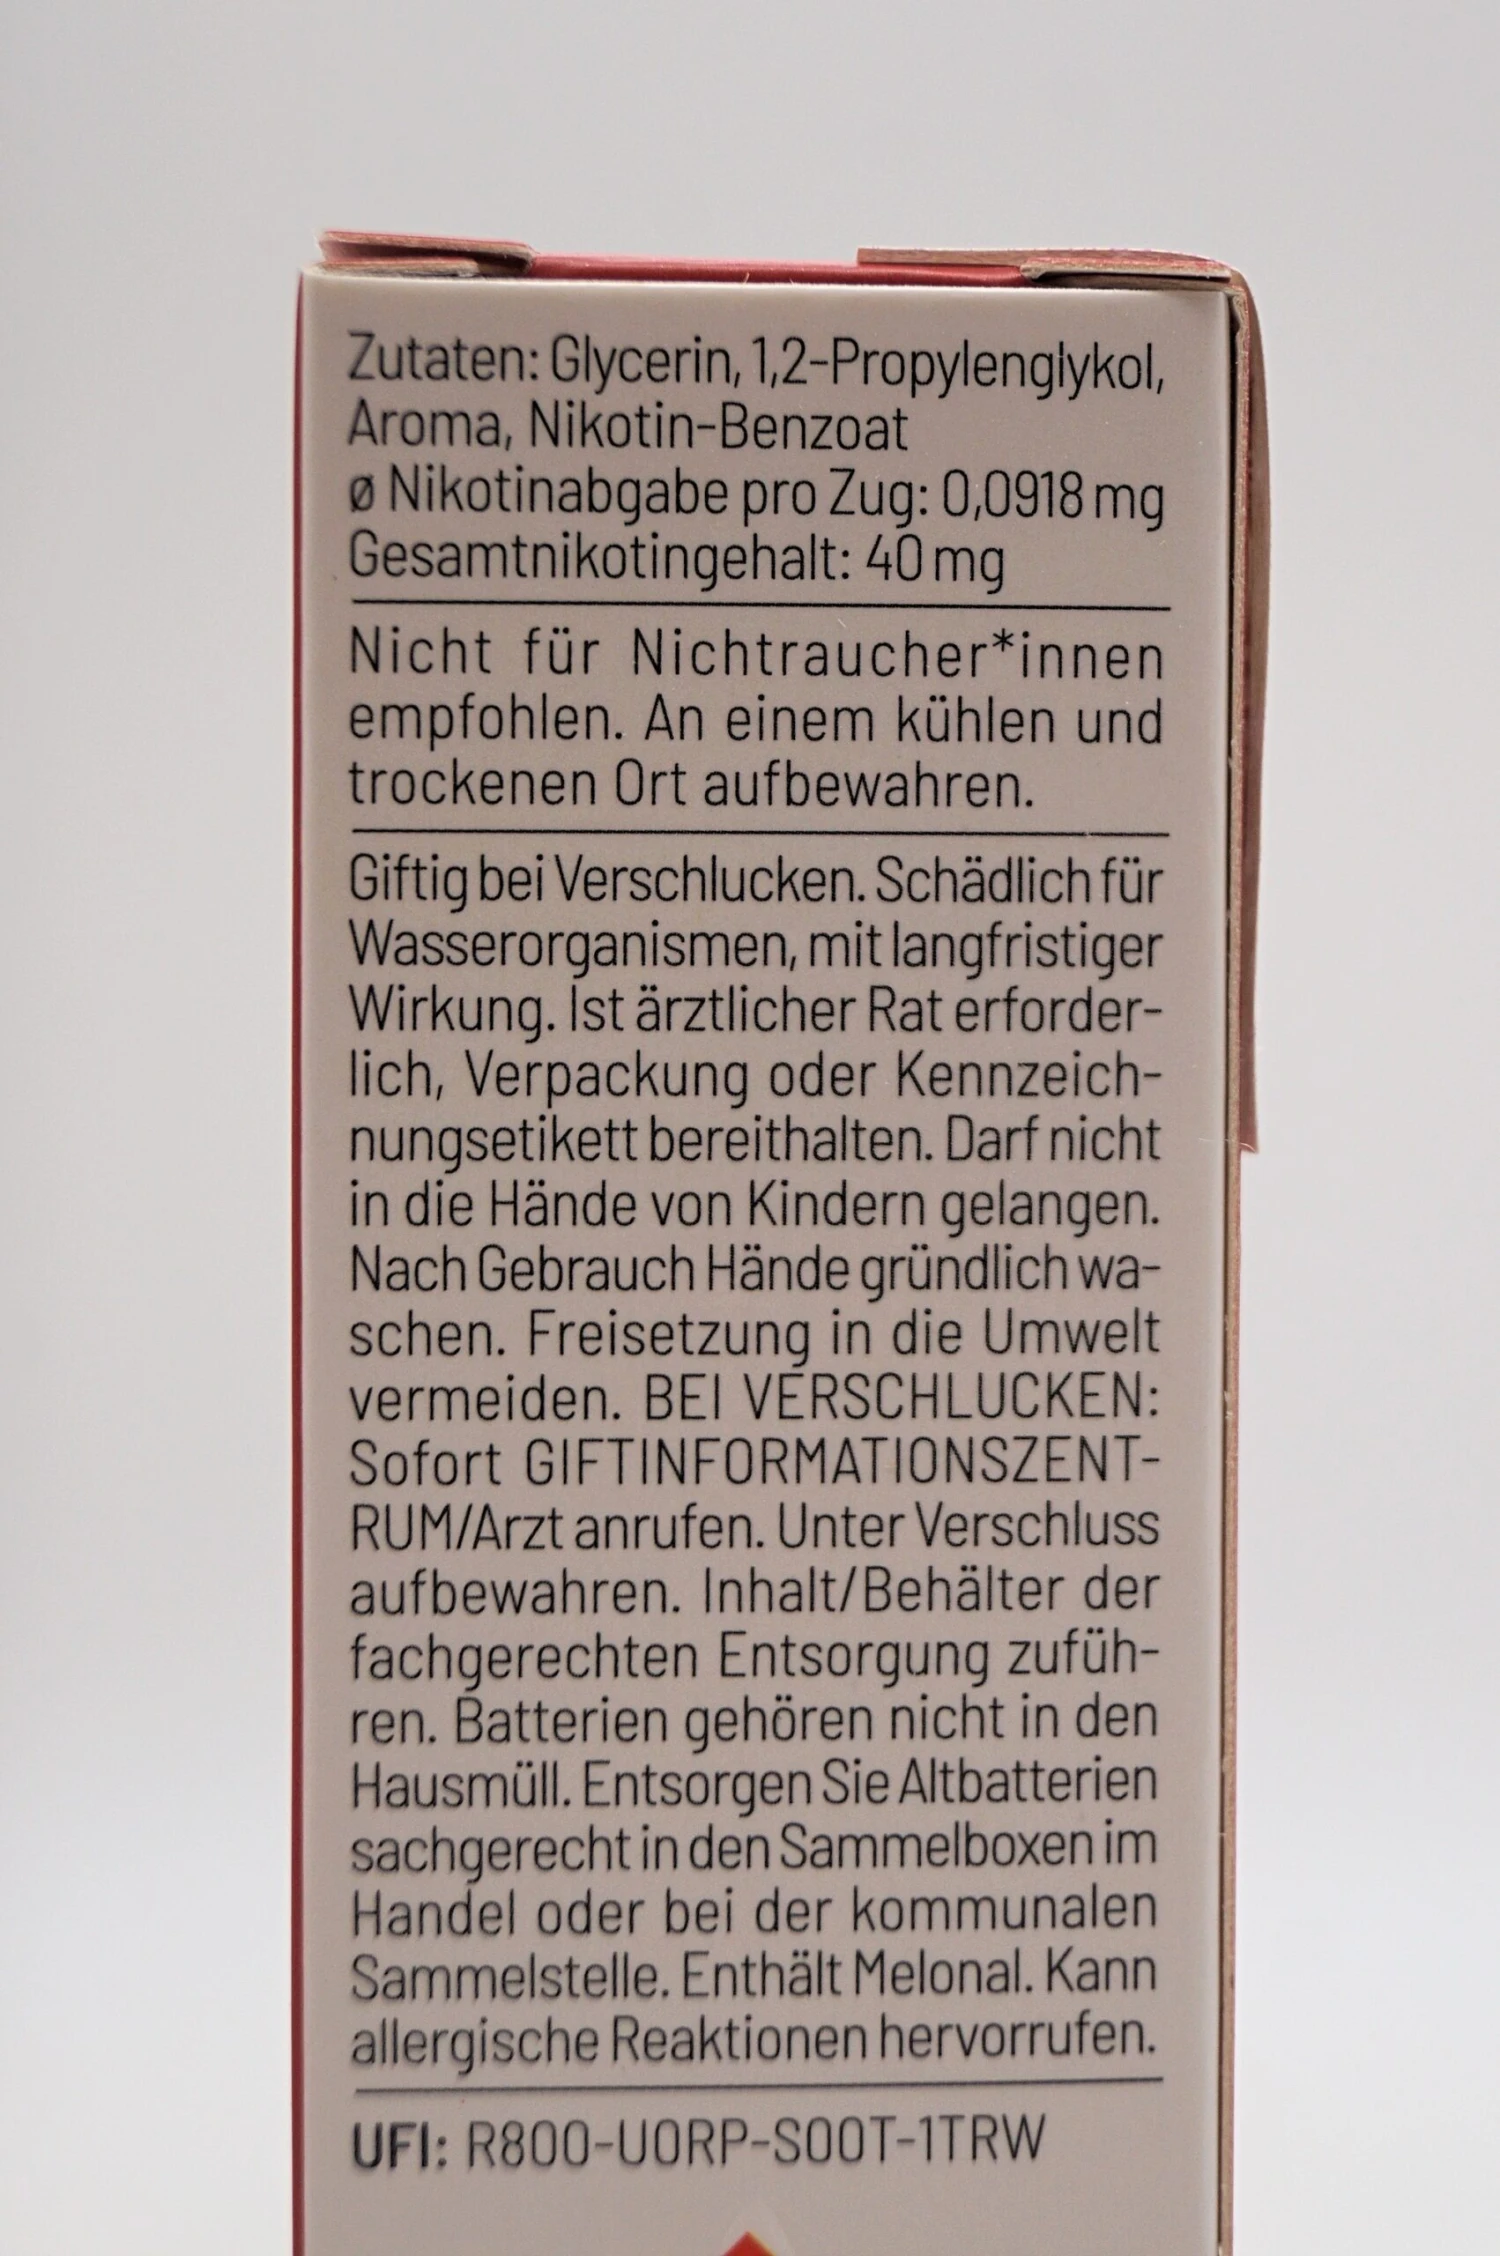 Zutaten: Glycerin, 1,2-Propylenglykol,
Aroma, Nikotin-Benzoat
ø Nikotinabgabe pro Zug: 0,0918 mg
Gesamtnikotingehalt: 40 mg
Nicht für Nichtraucher*innen
empfohlen. An einem kühlen und
trockenen Ort aufbewahren.
Giftig bei Verschlucken. Schädlich für
Wasserorganismen, mit langfristiger
Wirkung. Ist ärztlicher Rat erforder-
lich, Verpackung oder Kennzeich-
nungsetikett bereithalten. Darf nicht
in die Hände von Kindern gelangen.
Nach Gebrauch Hände gründlich wa-
schen. Freisetzung in die Umwelt
vermeiden. BEI VERSCHLUCKEN:
Sofort GIFTINFORMATIONSZENT-
RUM/Arzt anrufen. Unter Verschluss
aufbewahren. Inhalt/Behälter der
fachgerechten Entsorgung zufüh-
ren. Batterien gehören nicht in den
Hausmüll. Entsorgen Sie Altbatterien
sachgerecht in den Sammelboxen im
Handel oder bei der kommunalen
Sammelstelle. Enthält Melonal. Kann
allergische Reaktionen hervorrufen.
UFI: R800-U0RP-S00T-1TRW